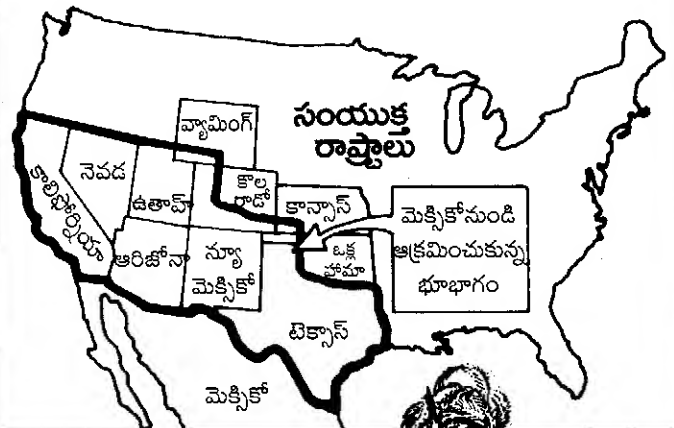 సంయుక్త
రాష్ట్రాలు
వ్యామింగ్
నెవడ
ఉతాహ్
కొల
రాడో
కాన్సాస్
కాలిఫోర్నియా
ఆరిజోనా
న్యూ
మెక్సికో
ఒక్ల
హామా
మెక్సికోనుండి
ఆక్రమించుకున్న
భూభాగం
టెక్సాస్
మెక్సికో